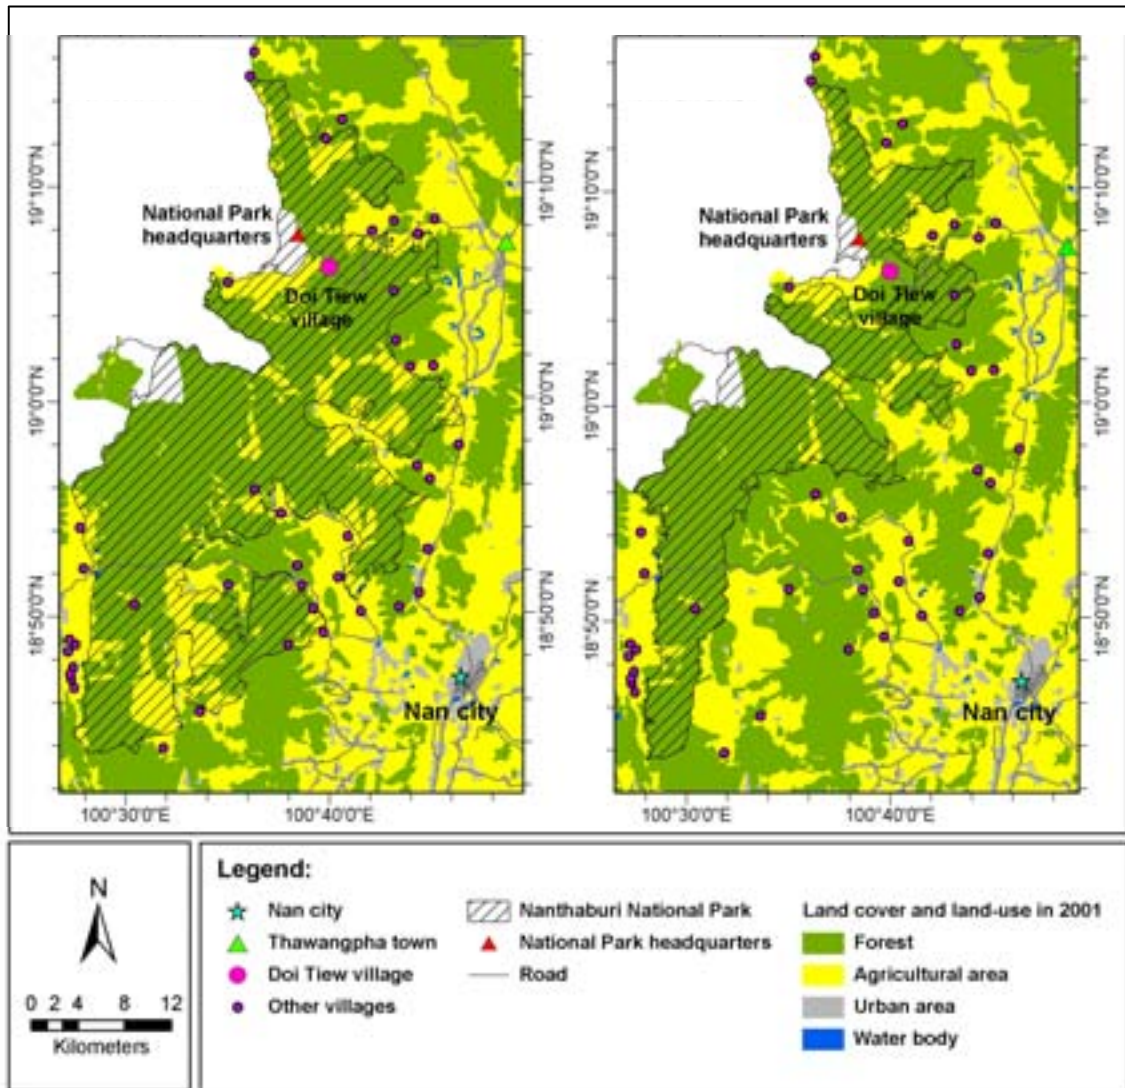 19°10'0"N
19°0'0"N
18°50'0"N
National Park
headquarters
Doi Tiew
village
Nan city
19°10'0"N
19°0'0"N
18°50'0"N
100°30'0"E
100°40'0"E
19°10'0"N
19°0'0"N
18°50'0"N
National Park
headquarters
Doi Tiew
village
Nan city
19°10'0"N
19°0'0"N
18°50'0"N
100°30'0"E
100°40'0"E
N
0 2 4 8 12
Kilometers
Legend:
Nan city
Thawangpha town
Doi Tiew village
Other villages
Nanthaburi National Park
National Park headquarters
Road
Land cover and land-use in 2001
Forest
Agricultural area
Urban area
Water body